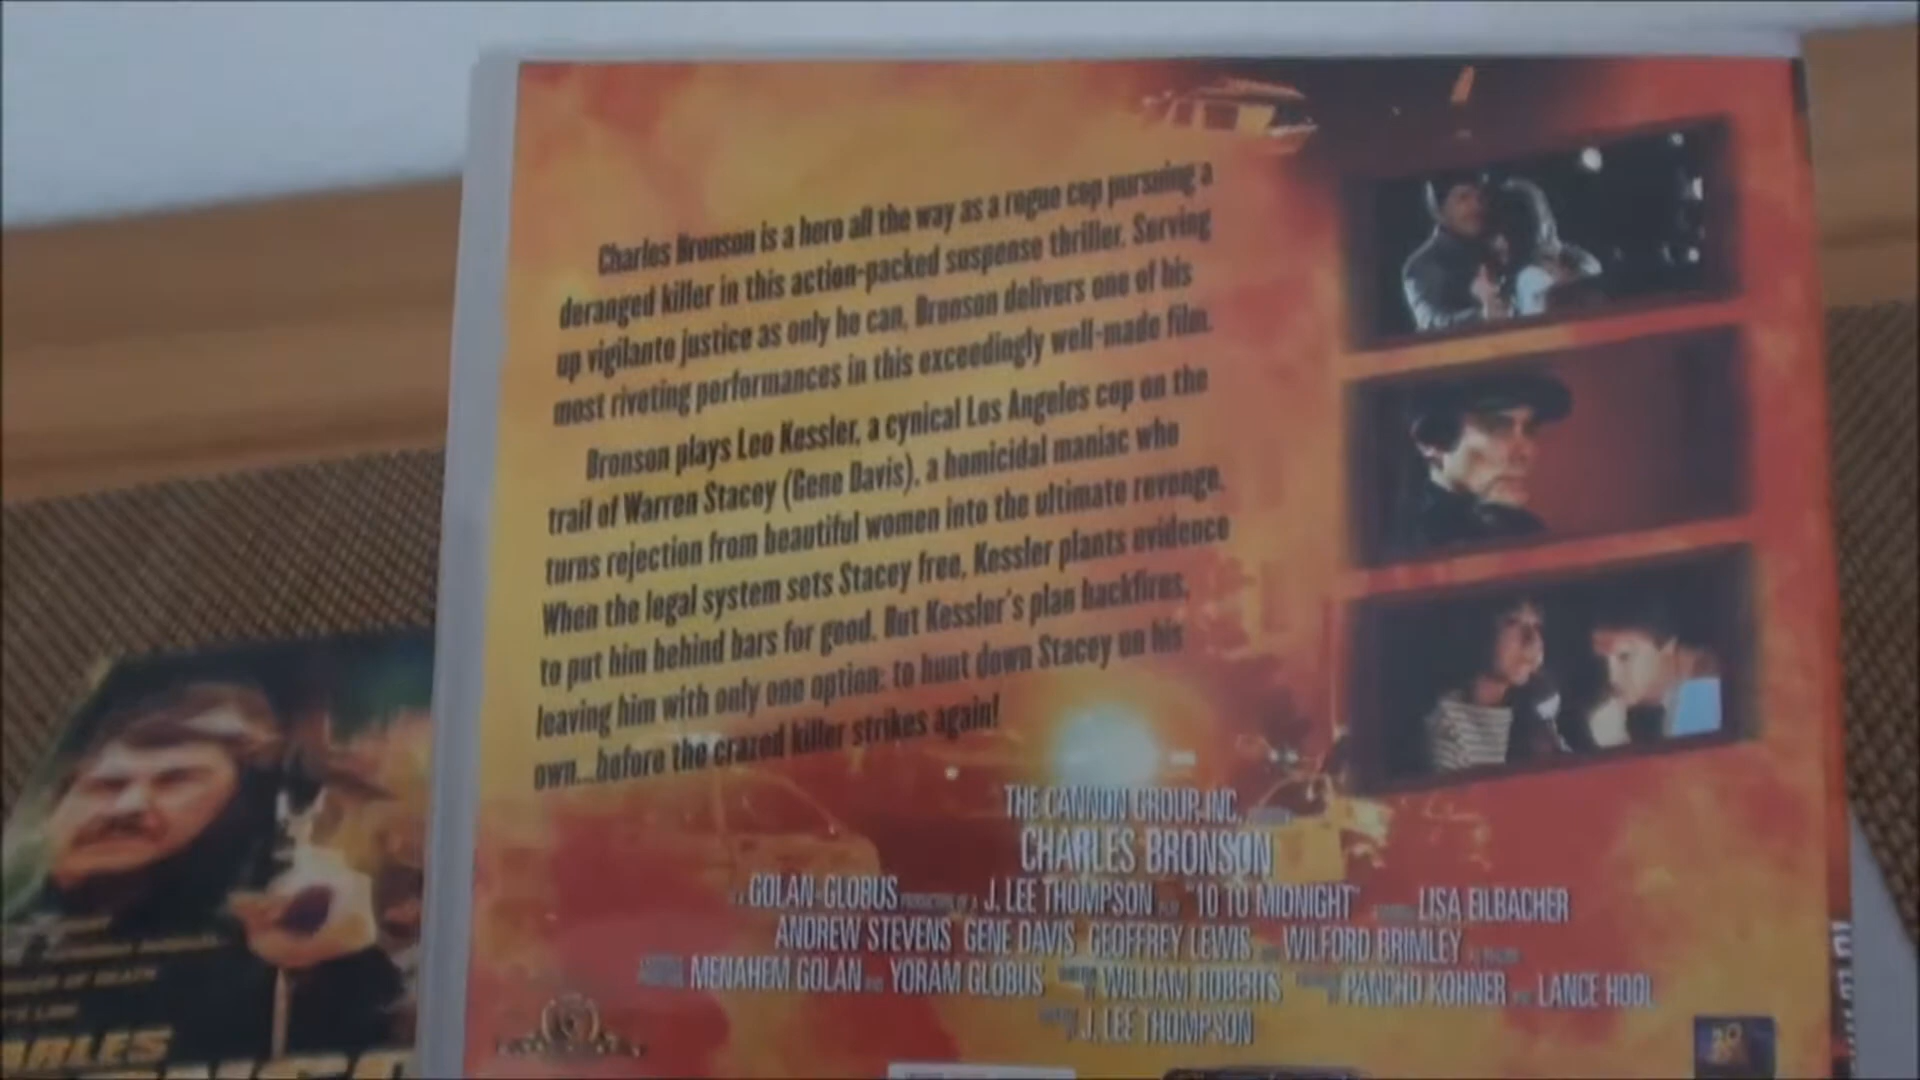 Charles Bronson is a hero all the way as a rogue cop pursuing a
deranged killer in this action-packed suspense thriller. Serving
up vigilante justice as only he can, Bronson delivers one of his
most riveting performances in this exceedingly well-made film.
Bronson plays Leo Kessler, a cynical Los Angeles cop on the
trail of Warren Stacey (Gene Davis), a homicidal maniac who
turns rejection from beautiful women into the ultimate revenge.
When the legal system sets Stacey free, Kessler plants evidence
to put him behind bars for good. But Kessler's plan backfires,
leaving him with only one option: to hunt down Stacey on his
own...before the crazed killer strikes again!
THE CANNON GROUP, INC.
CHARLES BRONSON
GOLAN-GLOBUS J. LEE THOMPSON "10 TO MIDNIGHT" LISA EILBACHER
ANDREW STEVENS GENE DAVIS GEOFFREY LEWIS WILFORD BRIMLEY
MENAHEM GOLAN YORAM GLOBUS WILLIAM ROBERTS PANCHO KOHNER LANCE HOOL
J. LEE THOMPSON